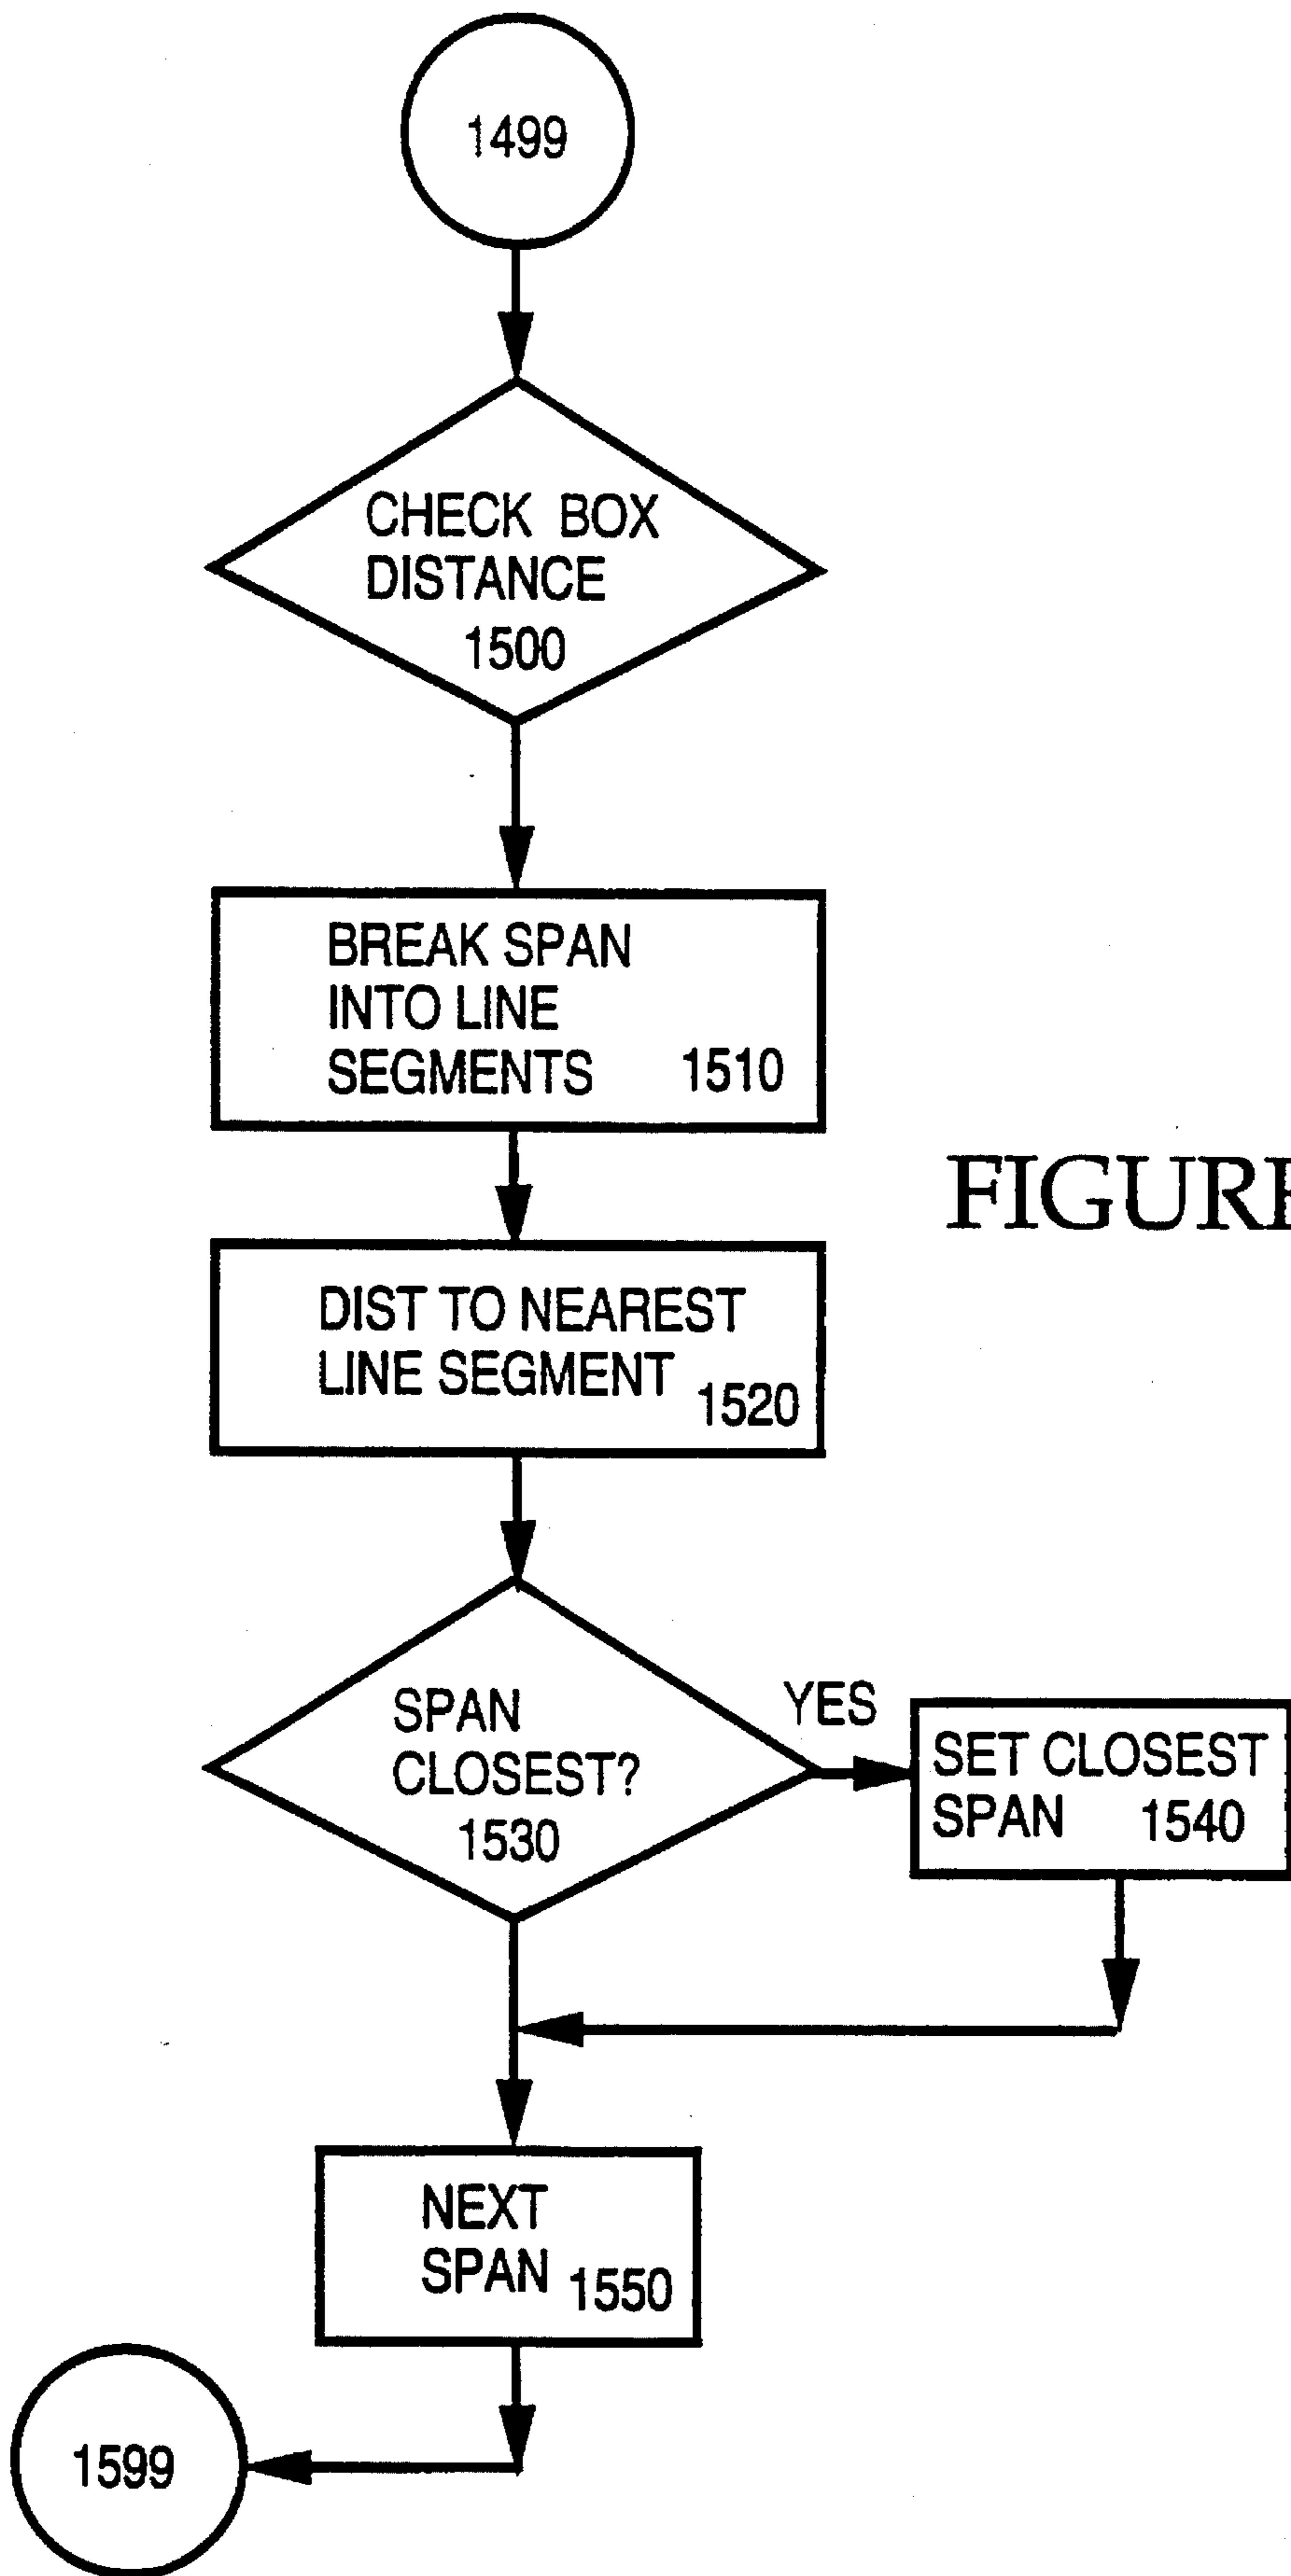 1499
CHECK BOX
DISTANCE
1500
BREAK SPAN
INTO LINE
SEGMENTS 1510
DIST TO NEAREST
LINE SEGMENT 1520
SPAN
CLOSEST?
1530
YES
SET CLOSEST
SPAN 1540
NEXT
SPAN 1550
1599